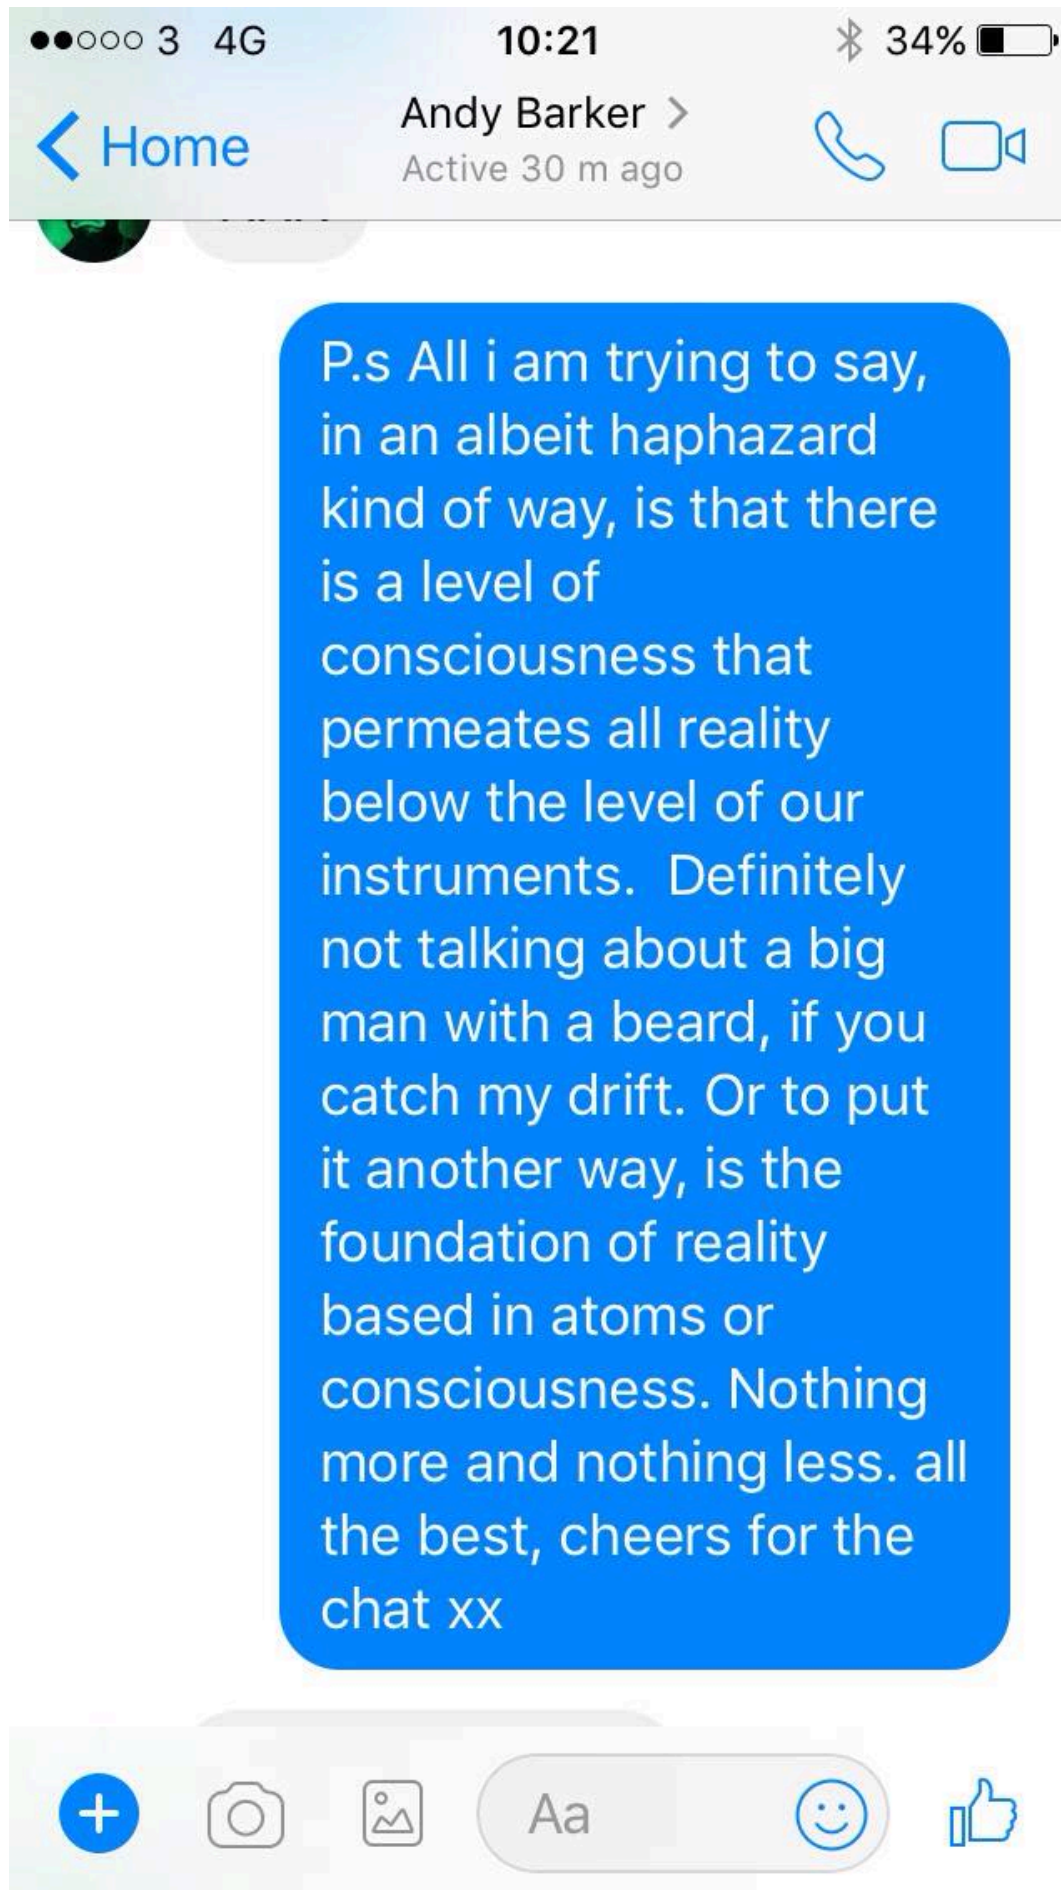 3 4G 10:21 34%
Home
Andy Barker >
Active 30 m ago
P.s All i am trying to say,
in an albeit haphazard
kind of way, is that there
is a level of
consciousness that
permeates all reality
below the level of our
instruments.  Definitely
not talking about a big
man with a beard, if you
catch my drift. Or to put
it another way, is the
foundation of reality
based in atoms or
consciousness. Nothing
more and nothing less. all
the best, cheers for the
chat xx
Aa